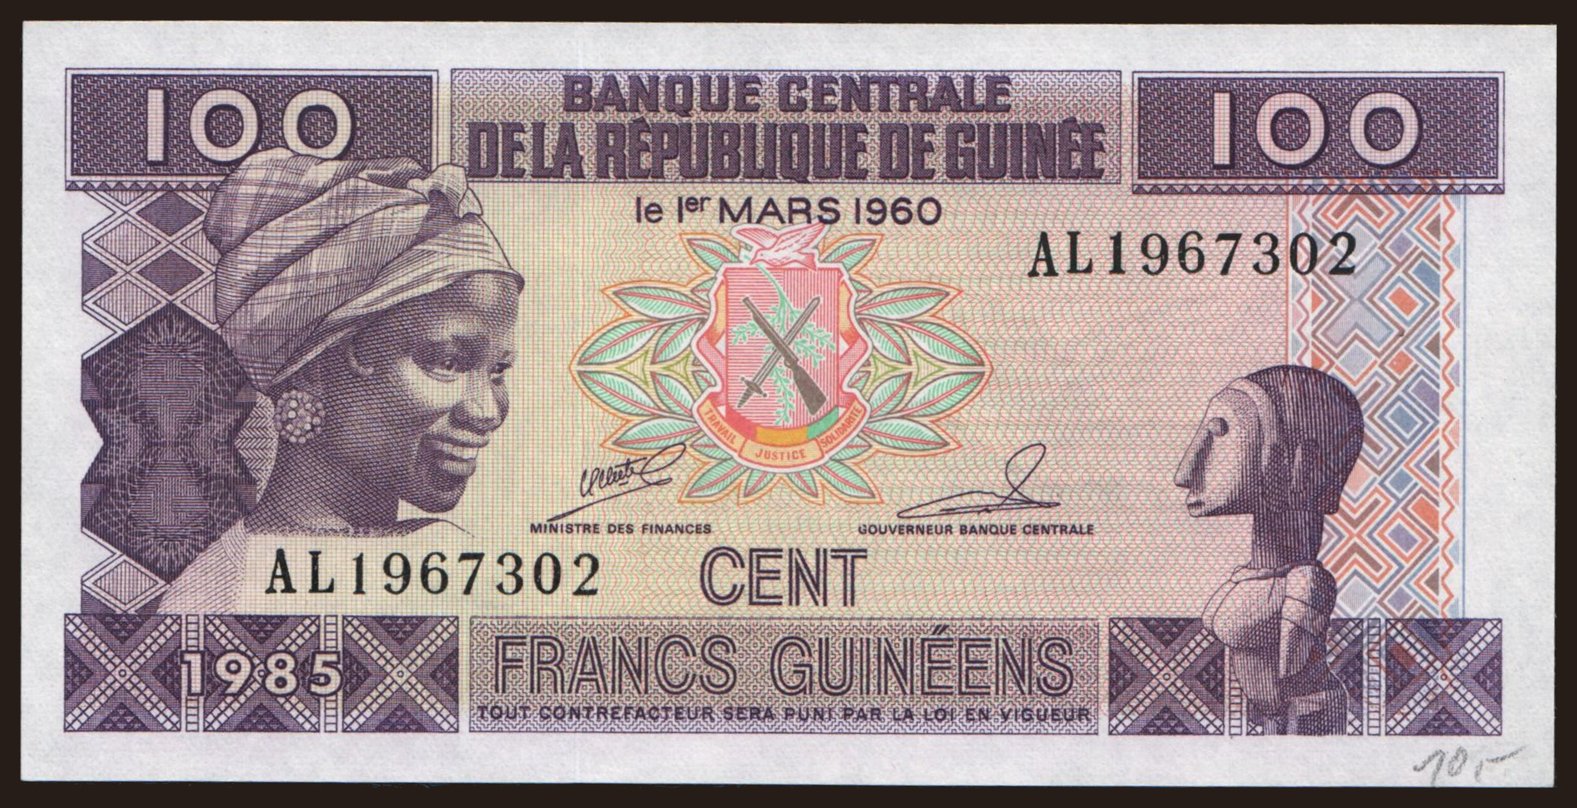 100
BANQUE CENTRALE
DE LA RÉPUBLIQUE DE GUINÉE
100
le 1er MARS 1960
AL1967302
TRAVAIL JUSTICE SOLIDARITÉ
MINISTRE DES FINANCES
GOUVERNEUR BANQUE CENTRALE
AL1967302
CENT
1985
FRANCS GUINÉENS
TOUT CONTREFACTEUR SERA PUNI PAR LA LOI EN VIGUEUR